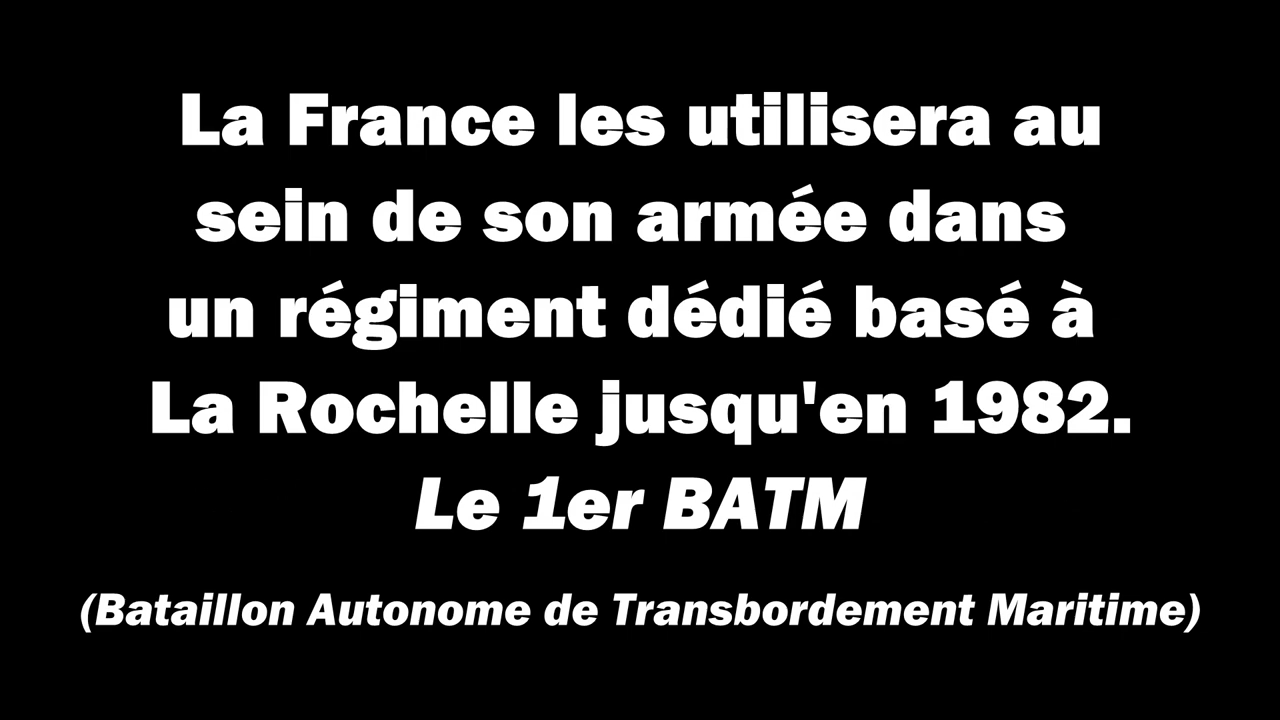 La France les utilisera au
sein de son armée dans
un régiment dédié basé à
La Rochelle jusqu'en 1982.
Le 1er BATM
(Bataillon Autonome de Transbordement Maritime)